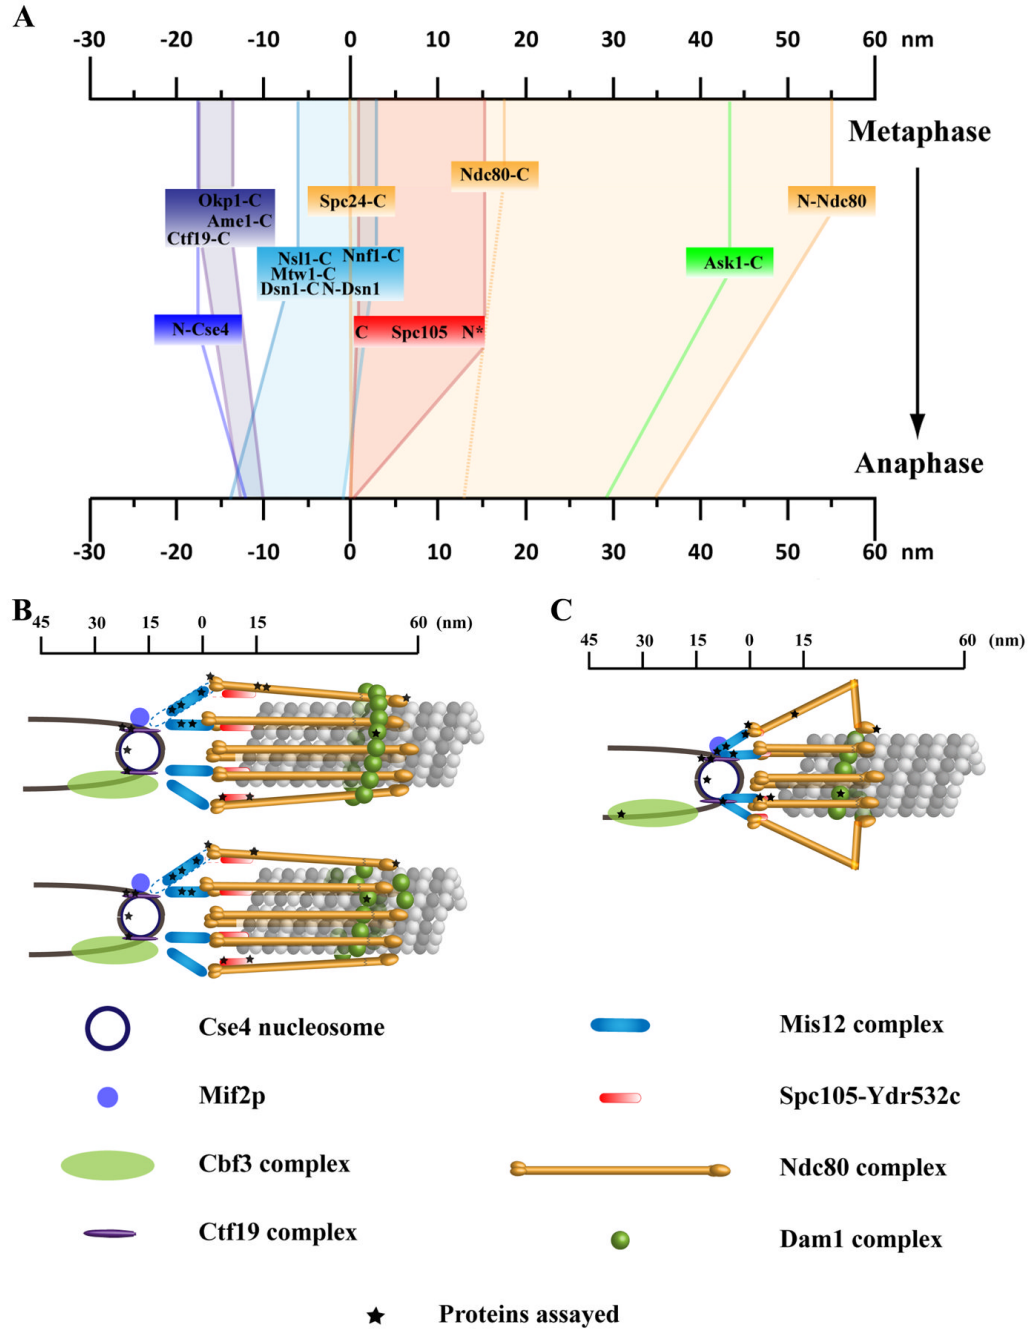 A
-30 -20 -10 0 10 20 30 40 50 60 nm
Metaphase
Ndc80-C
Okp1-C
Spc24-C
N-Ndc80
Ame1-C
Ctf19-C
Nsl1-C
Nnf1-C
Ask1-C
Mtw1-C
Dsn1-C
N-Dsn1
N-Cse4
C Spc105 N*
Anaphase
-30 -20 -10 0 10 20 30 40 50 60 nm
B
45 30 15 0 15 60 (nm)
C
45 30 15 0 15 60 (nm)
Cse4 nucleosome
Mis12 complex
Mif2p
Spc105-Ydr532c
Cbf3 complex
Ndc80 complex
Ctf19 complex
Dam1 complex
Proteins assayed